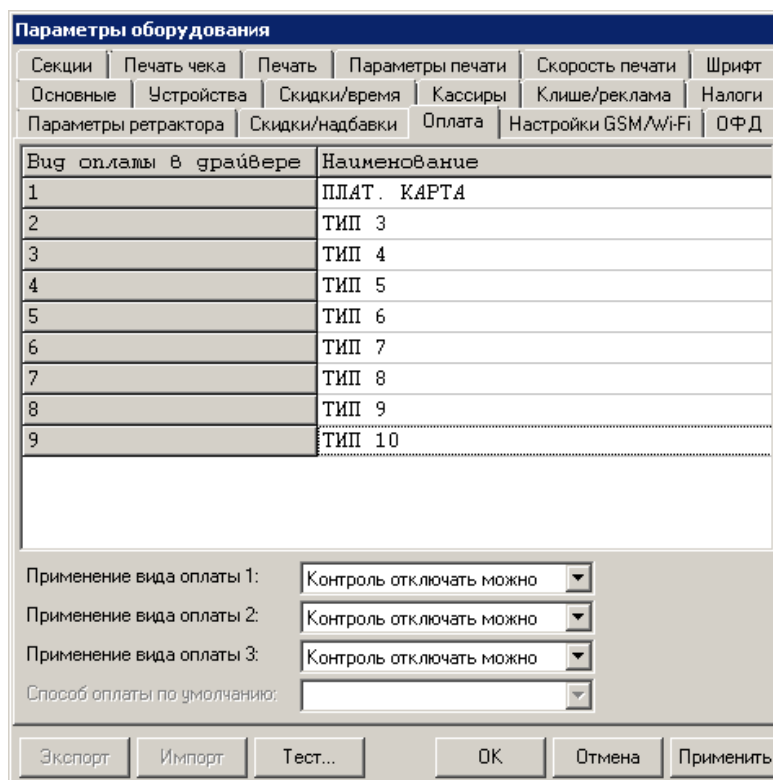 Параметры оборудования
Секции Печать чека Печать Параметры печати Скорость печати Шрифт
Основные Устройства Скидки/время Кассиры Клише/реклама Налоги
Параметры ретрактора Скидки/надбавки Оплата Настройки GSM/Wi-Fi ОФД
Вид оплаты в драйвере Наименование
1 ПЛАТ. КАРТА
2 ТИП 3
3 ТИП 4
4 ТИП 5
5 ТИП 6
6 ТИП 7
7 ТИП 8
8 ТИП 9
9 ТИП 10
Применение вида оплаты 1: Контроль отключать можно
Применение вида оплаты 2: Контроль отключать можно
Применение вида оплаты 3: Контроль отключать можно
Способ оплаты по умолчанию:
Экспорт Импорт Тест... OK Отмена Применить